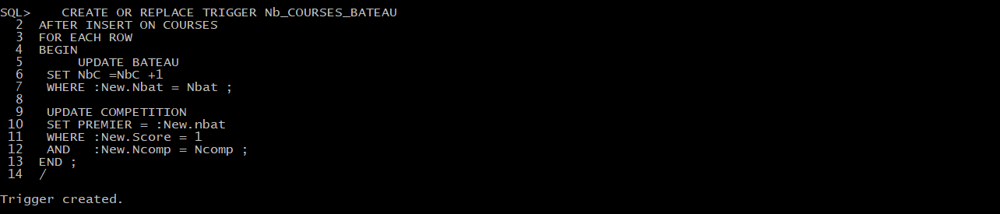 SQL>    CREATE OR REPLACE TRIGGER Nb_COURSES_BATEAU
  2  AFTER INSERT ON COURSES
  3  FOR EACH ROW
  4  BEGIN
  5       UPDATE BATEAU
  6   SET NbC =NbC +1
  7   WHERE :New.Nbat = Nbat ;
  8
  9   UPDATE COMPETITION
 10   SET PREMIER = :New.nbat
 11   WHERE :New.Score = 1
 12   AND   :New.Ncomp = Ncomp ;
 13  END ;
 14  /
Trigger created.